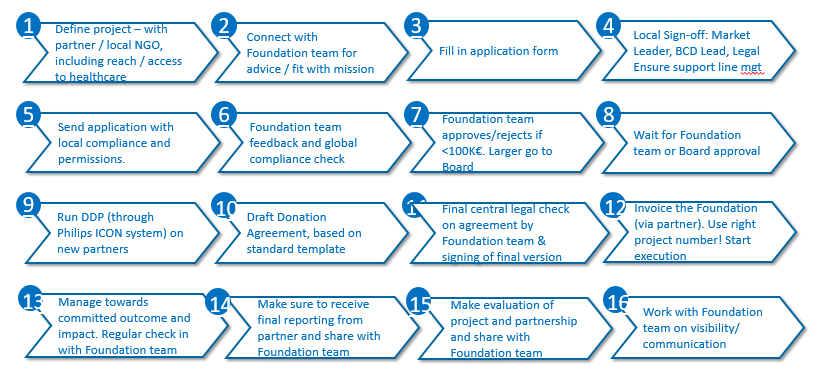 1
Define project – with
partner / local NGO,
including reach / access
to healthcare
2
Connect with
Foundation team for
advice / fit with mission
3
Fill in application form
4
Local Sign-off: Market
Leader, BCD Lead, Legal
Ensure support line mgt
5
Send application with
local compliance and
permissions.
6
Foundation team
feedback and global
compliance check
7
Foundation team
approves/rejects if
<100K€. Larger go to
Board
8
Wait for Foundation
team or Board approval
9
Run DDP (through
Philips ICON system) on
new partners
10
Draft Donation
Agreement, based on
standard template
11
Final central legal check
on agreement by
Foundation team &
signing of final version
12
Invoice the Foundation
(via partner). Use right
project number! Start
execution
13
Manage towards
committed outcome and
impact. Regular check in
with Foundation team
14
Make sure to receive
final reporting from
partner and share with
Foundation team
15
Make evaluation of
project and partnership
and share with
Foundation team
16
Work with Foundation
team on visibility/
communication